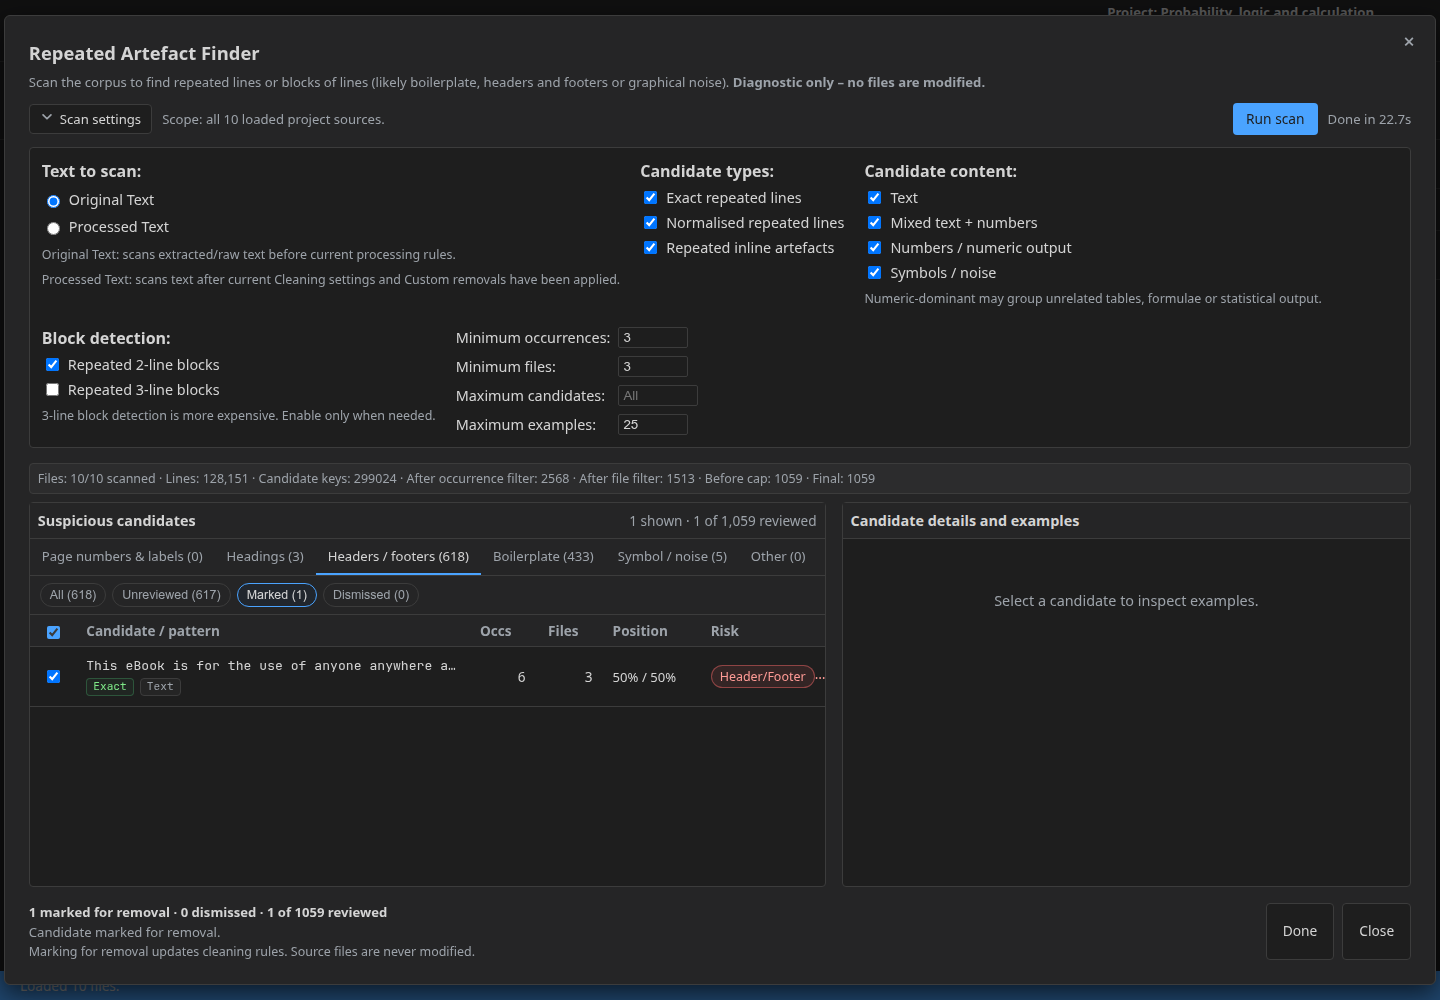 Project: Probability, logic and calculation
Repeated Artefact Finder
×
Scan the corpus to find repeated lines or blocks of lines (likely boilerplate, headers and footers or graphical noise). Diagnostic only – no files are modified.
Scan settings
Scope: all 10 loaded project sources.
Run scan
Done in 22.7s
Text to scan:
Original Text
Processed Text
Original Text: scans extracted/raw text before current processing rules.
Processed Text: scans text after current Cleaning settings and Custom removals have been applied.
Candidate types:
Exact repeated lines
Normalised repeated lines
Repeated inline artefacts
Candidate content:
Text
Mixed text + numbers
Numbers / numeric output
Symbols / noise
Numeric-dominant may group unrelated tables, formulae or statistical output.
Block detection:
Repeated 2-line blocks
Repeated 3-line blocks
3-line block detection is more expensive. Enable only when needed.
Minimum occurrences: 3
Minimum files: 3
Maximum candidates: All
Maximum examples: 25
Files: 10/10 scanned · Lines: 128,151 · Candidate keys: 299024 · After occurrence filter: 2568 · After file filter: 1513 · Before cap: 1059 · Final: 1059
Suspicious candidates
1 shown · 1 of 1,059 reviewed
Page numbers & labels (0) Headings (3) Headers / footers (618) Boilerplate (433) Symbol / noise (5) Other (0)
All (618) Unreviewed (617) Marked (1) Dismissed (0)
Candidate / pattern Occs Files Position Risk
This eBook is for the use of anyone anywhere a… 6 3 50% / 50% Header/Footer …
Exact Text
Candidate details and examples
Select a candidate to inspect examples.
1 marked for removal · 0 dismissed · 1 of 1059 reviewed
Candidate marked for removal.
Marking for removal updates cleaning rules. Source files are never modified.
Done
Close
Loaded 10 files.